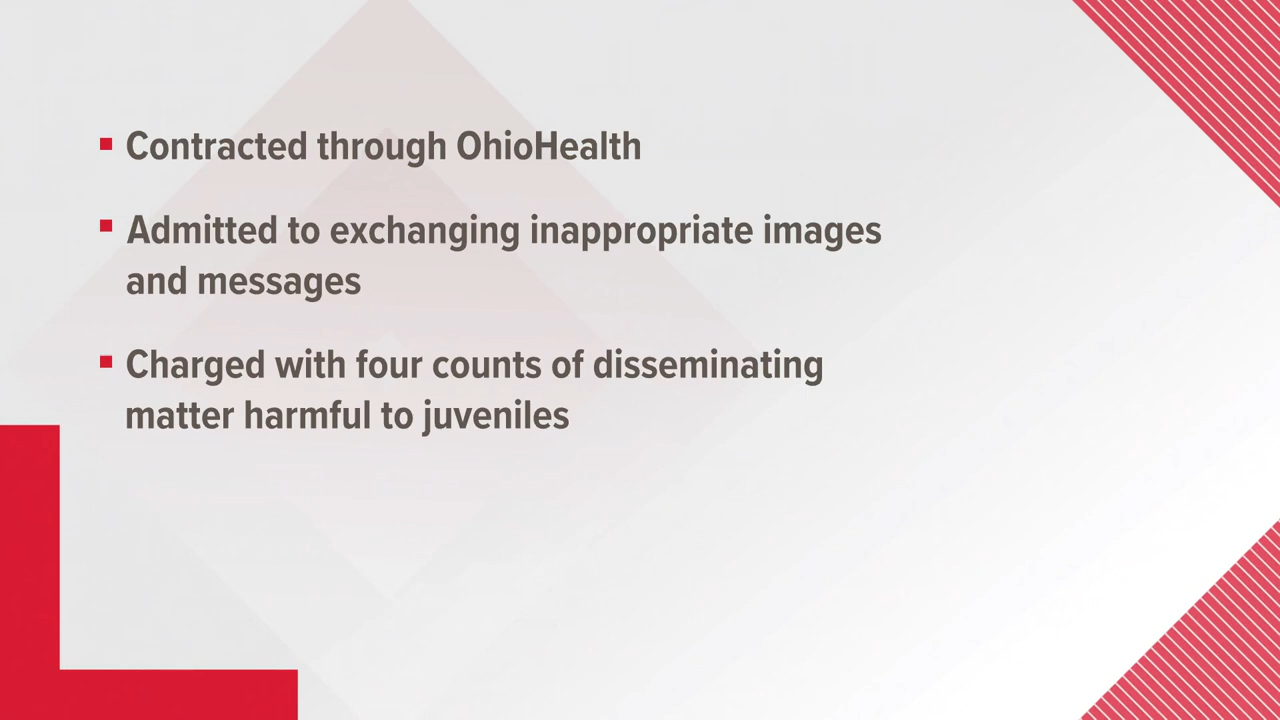 Contracted through OhioHealth
Admitted to exchanging inappropriate images
and messages
Charged with four counts of disseminating
matter harmful to juveniles